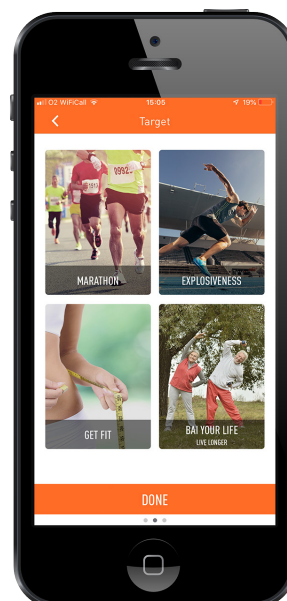 O2 WiFiCall 15:05 19%
Target
MARATHON
EXPLOSIVENESS
GET FIT
BAI YOUR LIFE
LIVE LONGER
DONE